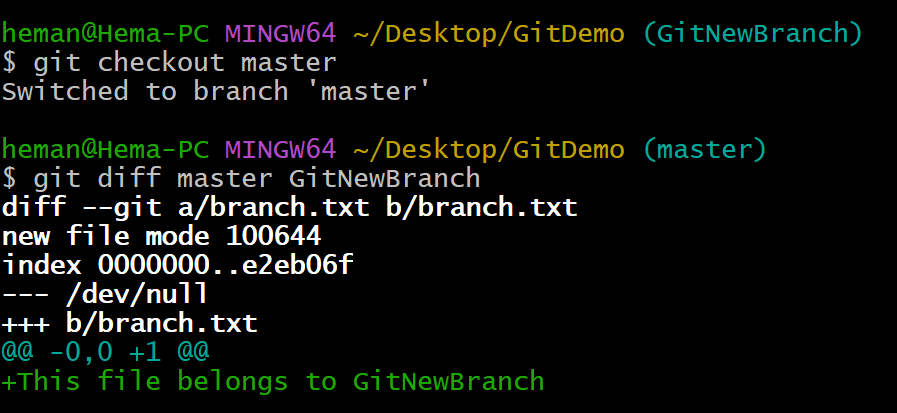 heman@Hema-PC MINGW64 ~/Desktop/GitDemo (GitNewBranch)
$ git checkout master
Switched to branch 'master'
heman@Hema-PC MINGW64 ~/Desktop/GitDemo (master)
$ git diff master GitNewBranch
diff --git a/branch.txt b/branch.txt
new file mode 100644
index 0000000..e2eb06f
--- /dev/null
+++ b/branch.txt
@@ -0,0 +1 @@
+This file belongs to GitNewBranch